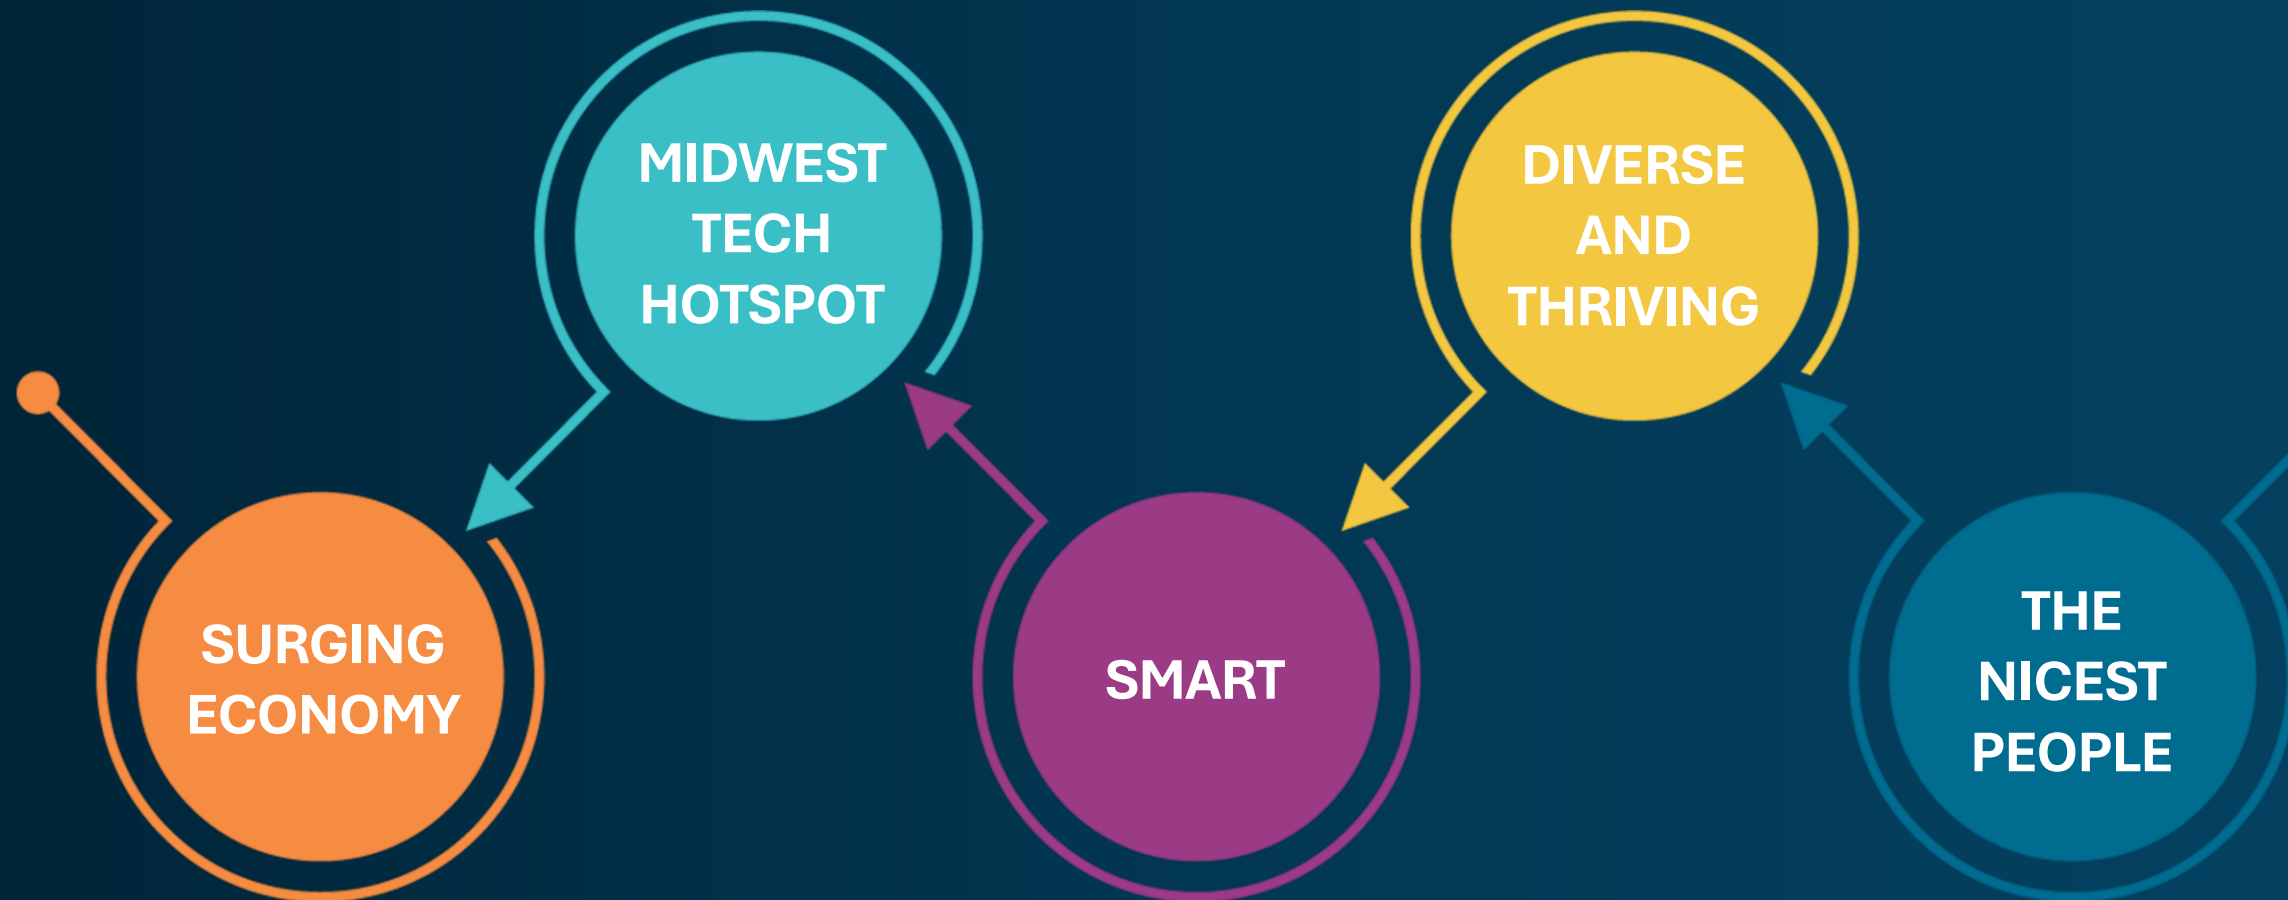 SURGING
ECONOMY
MIDWEST
TECH
HOTSPOT
SMART
DIVERSE
AND
THRIVING
THE
NICEST
PEOPLE